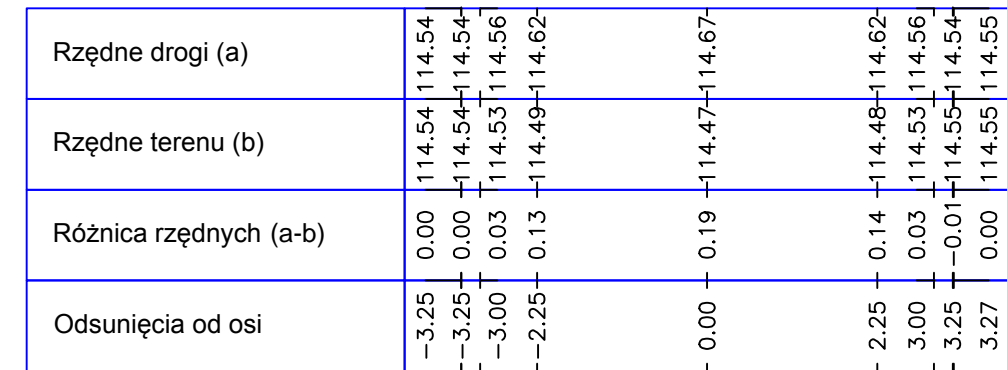 Rzędne drogi (a) 114.54 114.54 114.56 114.62 114.67 114.62 114.56 114.54 114.55
Rzędne terenu (b) 114.54 114.54 114.53 114.49 114.47 114.48 114.53 114.55 114.55
Różnica rzędnych (a-b) 0.00 0.00 0.03 0.13 0.19 0.14 0.03 -0.01 0.00
Odsunięcia od osi -3.25 -3.25 -3.00 -2.25 0.00 2.25 3.00 3.25 3.27